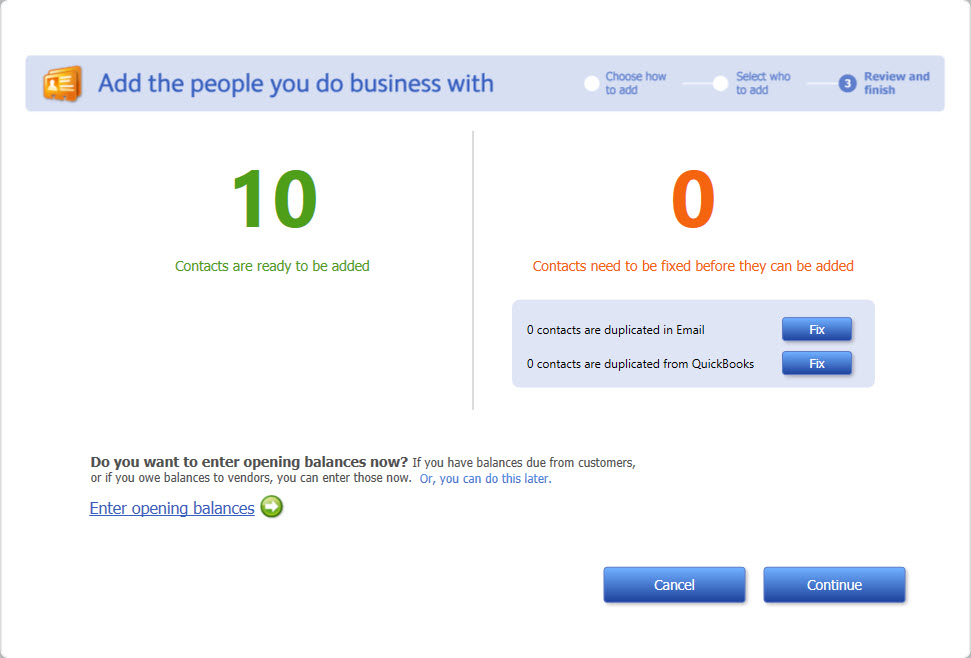 Add the people you do business with
Choose how
to add
Select who
to add
3
Review and
finish
10
Contacts are ready to be added
0
Contacts need to be fixed before they can be added
0 contacts are duplicated in Email
Fix
0 contacts are duplicated from QuickBooks
Fix
Do you want to enter opening balances now? If you have balances due from customers,
or if you owe balances to vendors, you can enter those now. Or, you can do this later.
Enter opening balances
Cancel
Continue